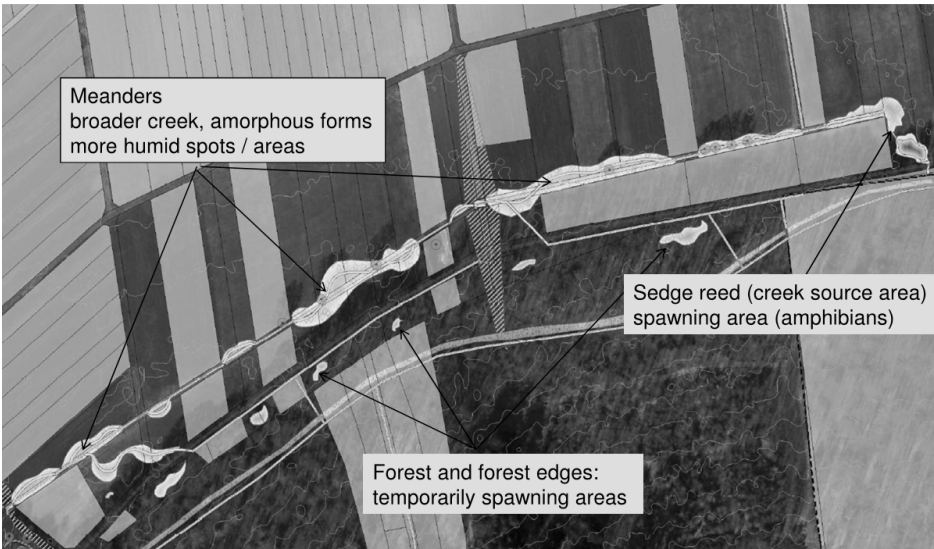 Meanders
broader creek, amorphous forms
more humid spots / areas
Sedge reed (creek source area)
spawning area (amphibians)
Forest and forest edges:
temporarily spawning areas